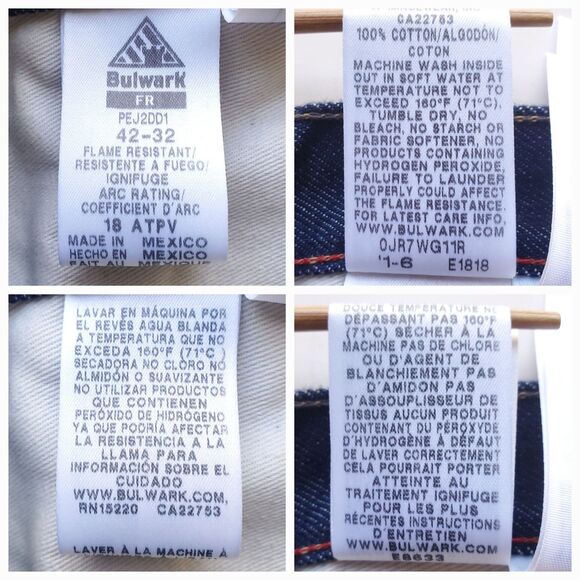 Bulwark
FR
PEJ2DD1
42-32
FLAME RESISTANT/
RESISTENTE A FUEGO/
IGNIFUGE
ARC RATING/
COEFFICIENT D'ARC
18 ATPV
MADE IN MEXICO
HECHO EN MEXICO
FAIT AU MEXIQUE
CA22753
100% COTTON/ALGODÓN/
COTON
MACHINE WASH INSIDE
OUT IN SOFT WATER AT
TEMPERATURE NOT TO
EXCEED 160°F (71°C).
TUMBLE DRY, NO
BLEACH, NO STARCH OR
FABRIC SOFTENER, NO
PRODUCTS CONTAINING
HYDROGEN PEROXIDE.
FAILURE TO LAUNDER
PROPERLY COULD AFFECT
THE FLAME RESISTANCE.
FOR LATEST CARE INFO.
WWW.BULWARK.COM
0JR7WG11R
'1-6 E1818
LAVAR EN MÁQUINA POR
EL REVÉS AGUA BLANDA
A TEMPERATURA QUE NO
EXCEDA 160°F (71°C)
SECADORA NO CLORO NO
ALMIDÓN O SUAVIZANTE
NO UTILIZAR PRODUCTOS
QUE CONTIENEN
PERÓXIDO DE HIDRÓGENO
YA QUE PODRÍA AFECTAR
LA RESISTENCIA A LA
LLAMA PARA
INFORMACIÓN SOBRE EL
CUIDADO
WWW.BULWARK.COM,
RN15220 CA22753
LAVER À LA MACHINE À
DOUCE TEMPÉRATURE NE
DÉPASSANT PAS 160°F
(71°C) SÉCHER À LA
MACHINE PAS DE CHLORE
OU D'AGENT DE
BLANCHIEMENT PAS
D'AMIDON PAS
D'ASSOUPLISSEUR DE
TISSUS AUCUN PRODUIT
CONTENANT DU PEROXYDE
D'HYDROGÈNE À DÉFAUT
DE LAVER CORRECTEMENT
CELA POURRAIT PORTER
ATTEINTE AU
TRAITEMENT IGNIFUGE
POUR LES PLUS
RÉCENTES INSTRUCTIONS
D'ENTRETIEN
WWW.BULWARK.COM
E8633